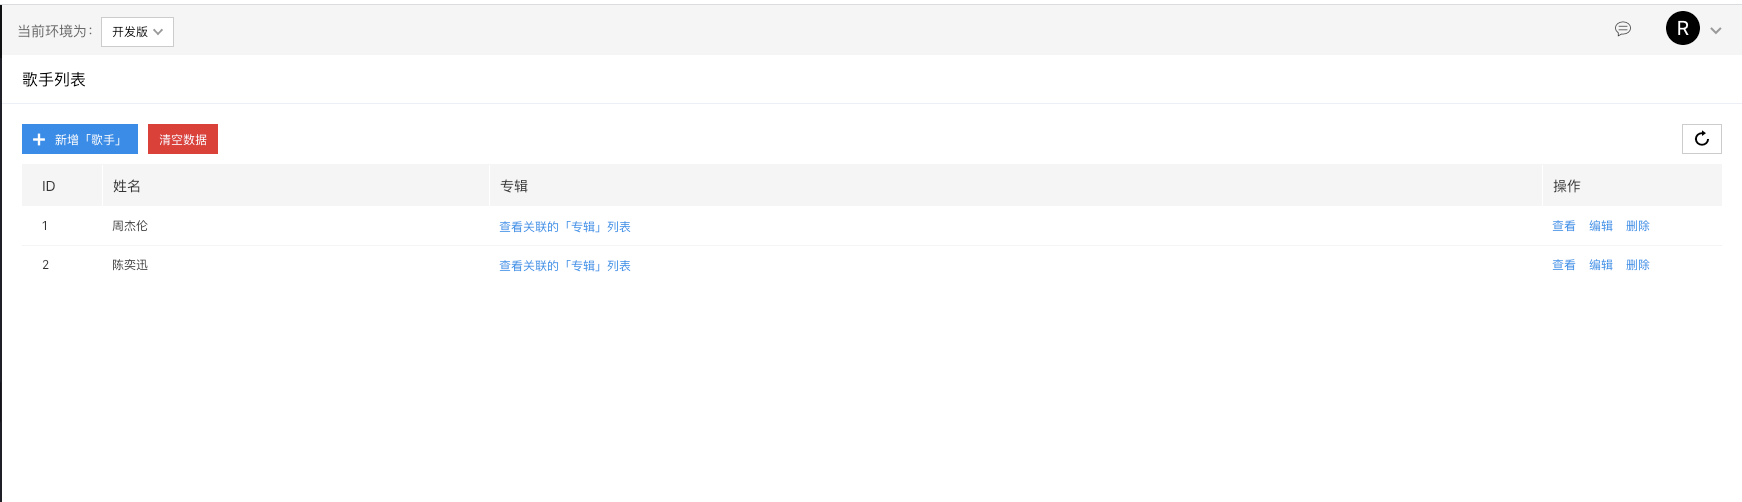 当前环境为： 开发版 R
歌手列表
新增「歌手」 清空数据
ID 姓名 专辑 操作
1 周杰伦 查看关联的「专辑」列表 查看 编辑 删除
2 陈奕迅 查看关联的「专辑」列表 查看 编辑 删除